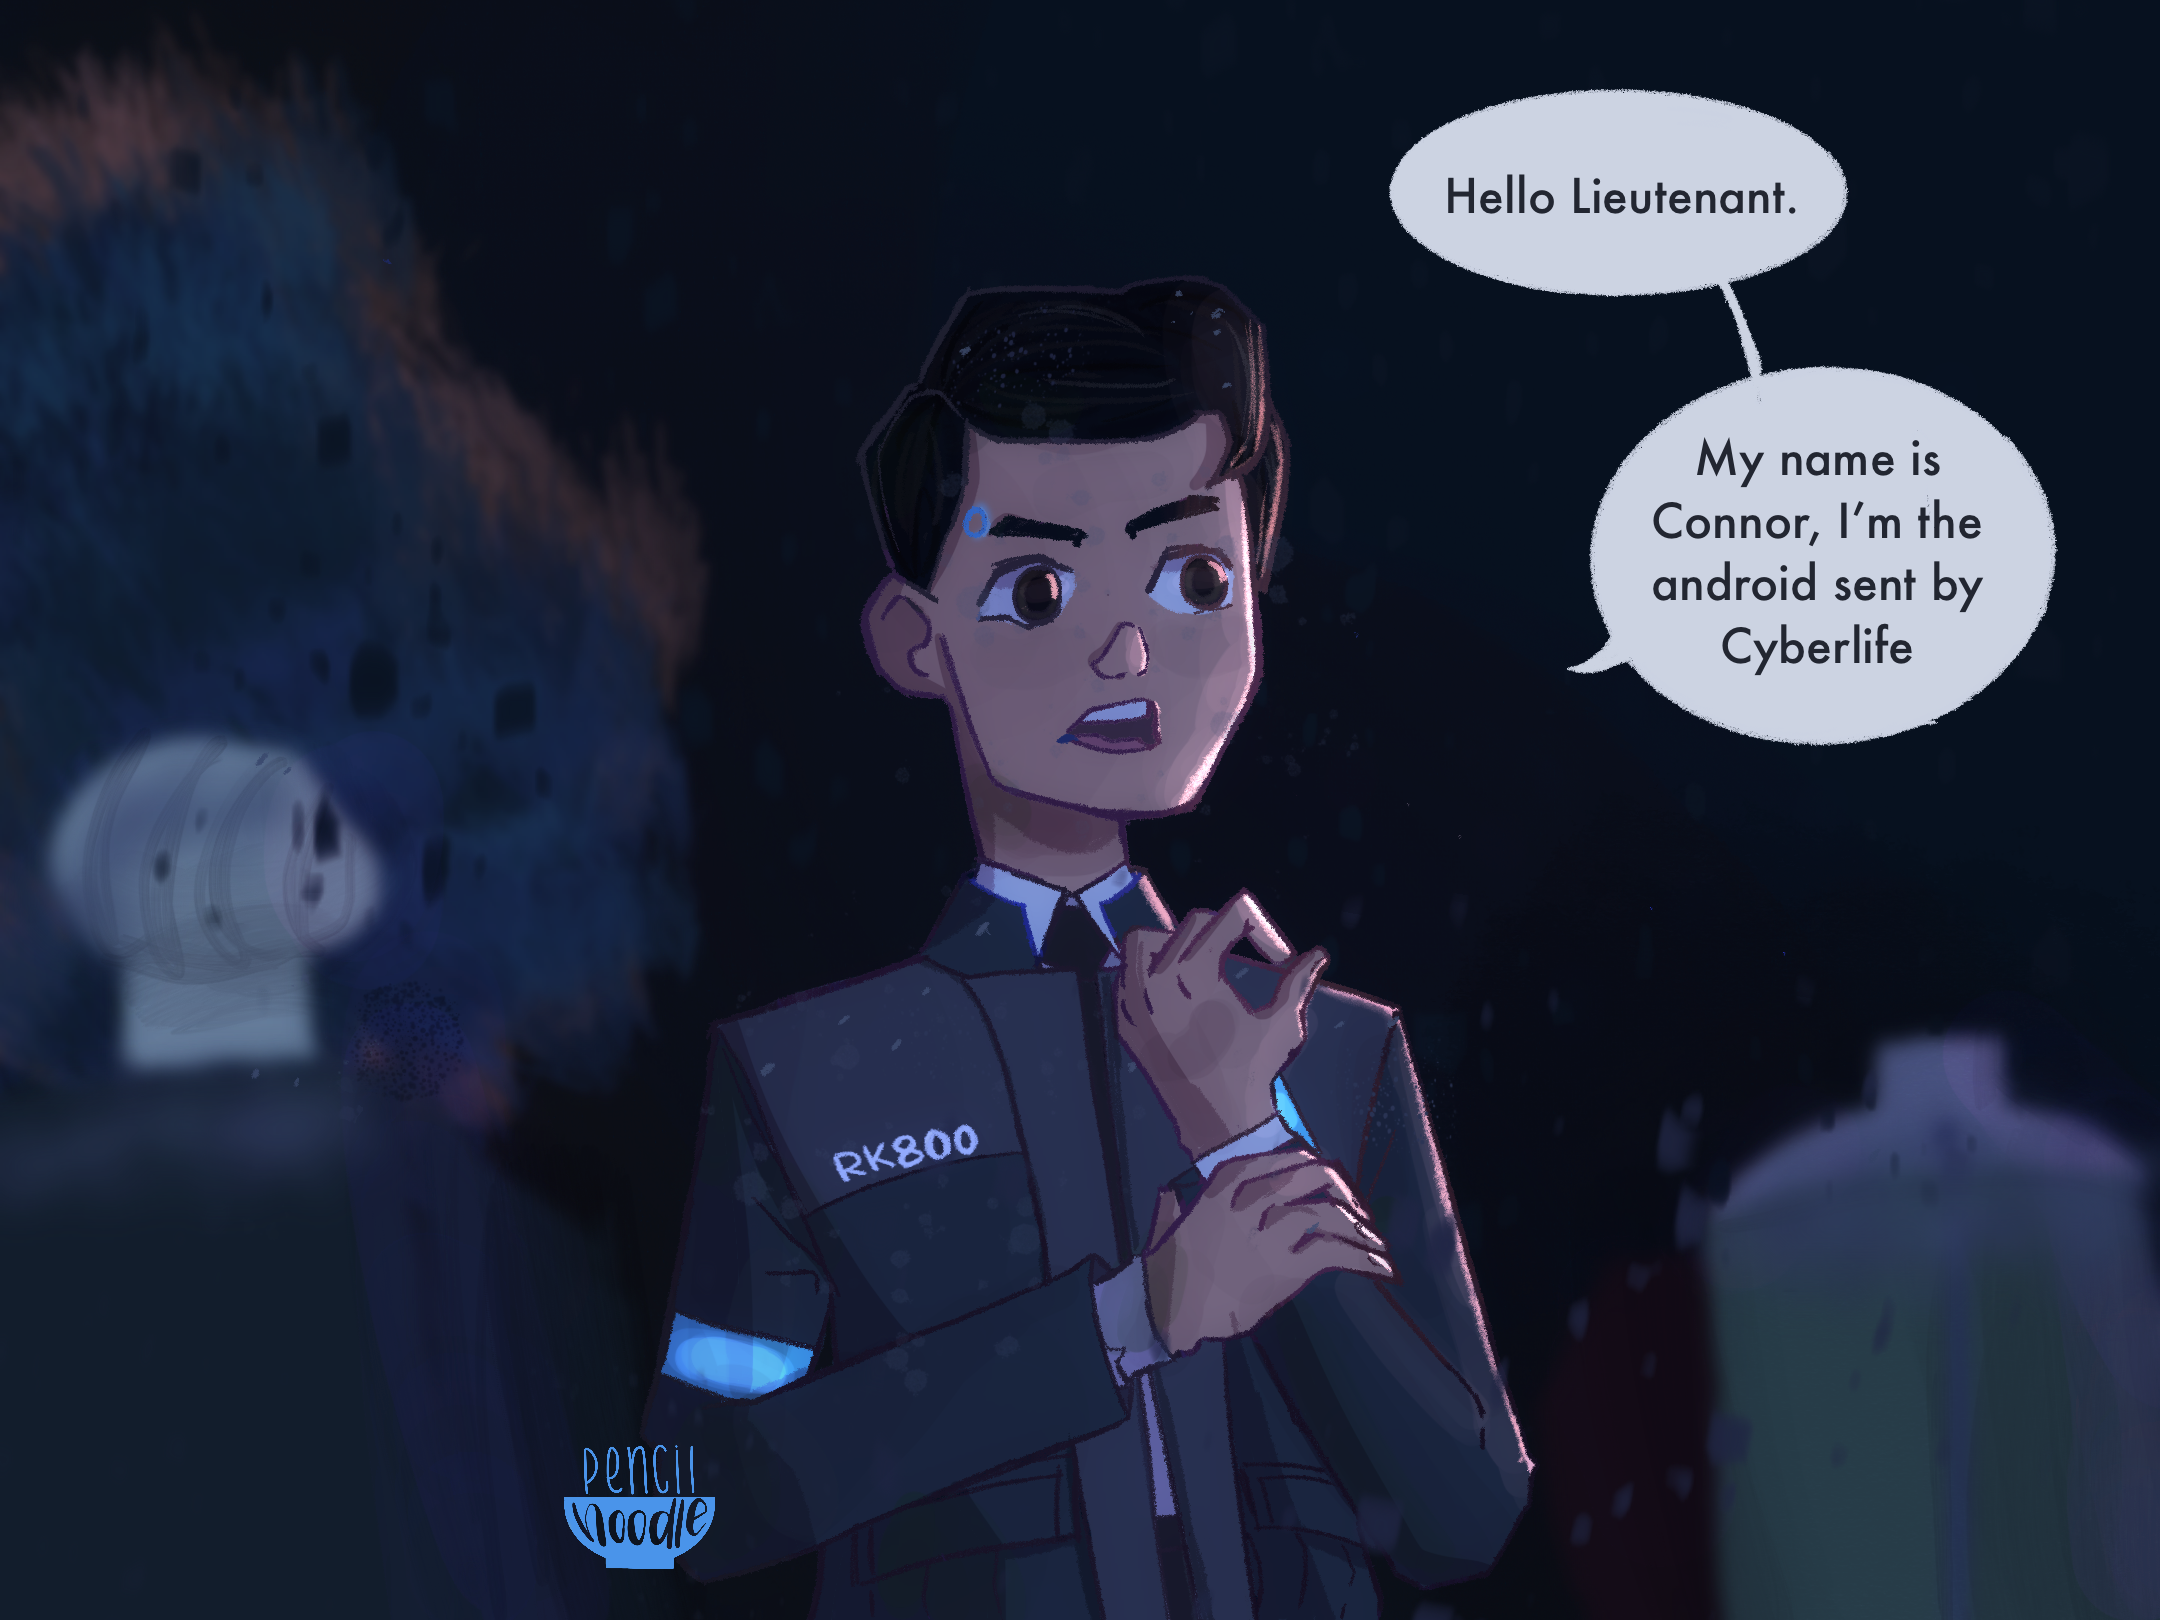 Hello Lieutenant.
My name is
Connor, I'm the
android sent by
Cyberlife
RK800
pencil
noodle